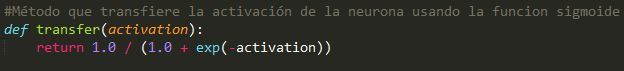 #Método que transfiere la activación de la neurona usando la funcion sigmoide
def transfer(activation):
    return 1.0 / (1.0 + exp(-activation))